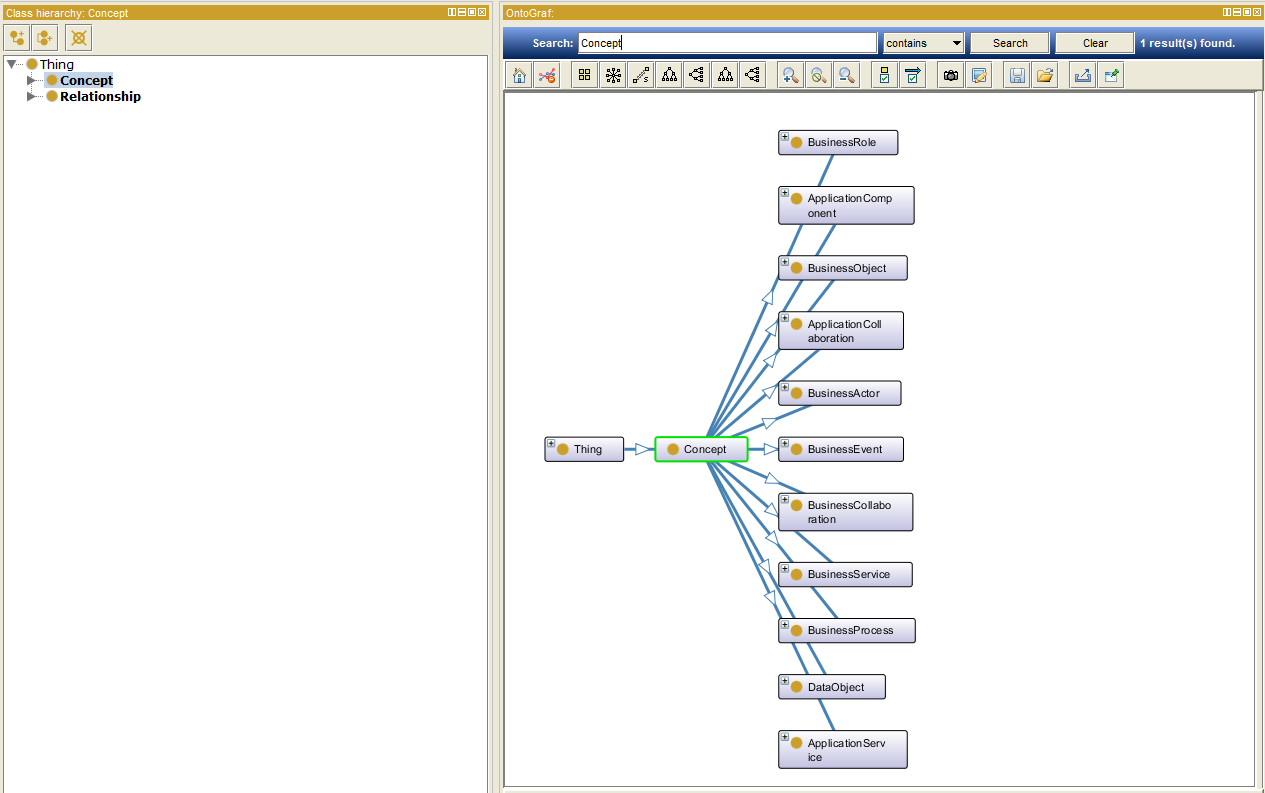 Class hierarchy: Concept
Thing
Concept
Relationship
OntoGraf:
Search: Concept contains Search Clear 1 result(s) found.
BusinessRole
ApplicationComp
onent
BusinessObject
ApplicationColl
aboration
BusinessActor
Thing Concept BusinessEvent
BusinessCollabo
ration
BusinessService
BusinessProcess
DataObject
ApplicationServ
ice